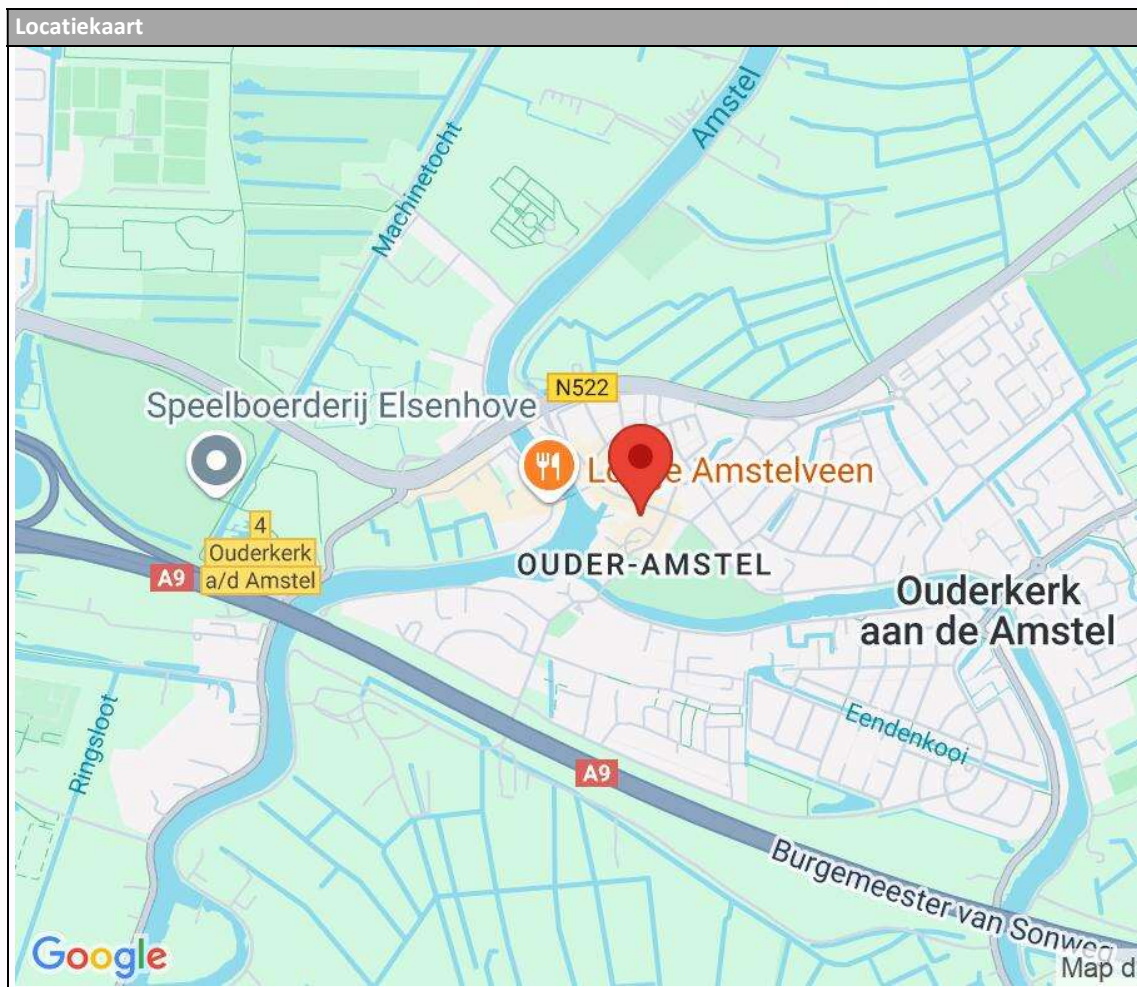 Locatiekaart
Amstel
Machinetocht
N522
Speelboerderij Elsenhove
Amstelveen
4
Ouderkerk
a/d Amstel
A9
OUDER-AMSTEL
Ouderkerk
aan de Amstel
Ringsloot
Eendenkooi
A9
Burgemeester van Sonweg
Google
Map d